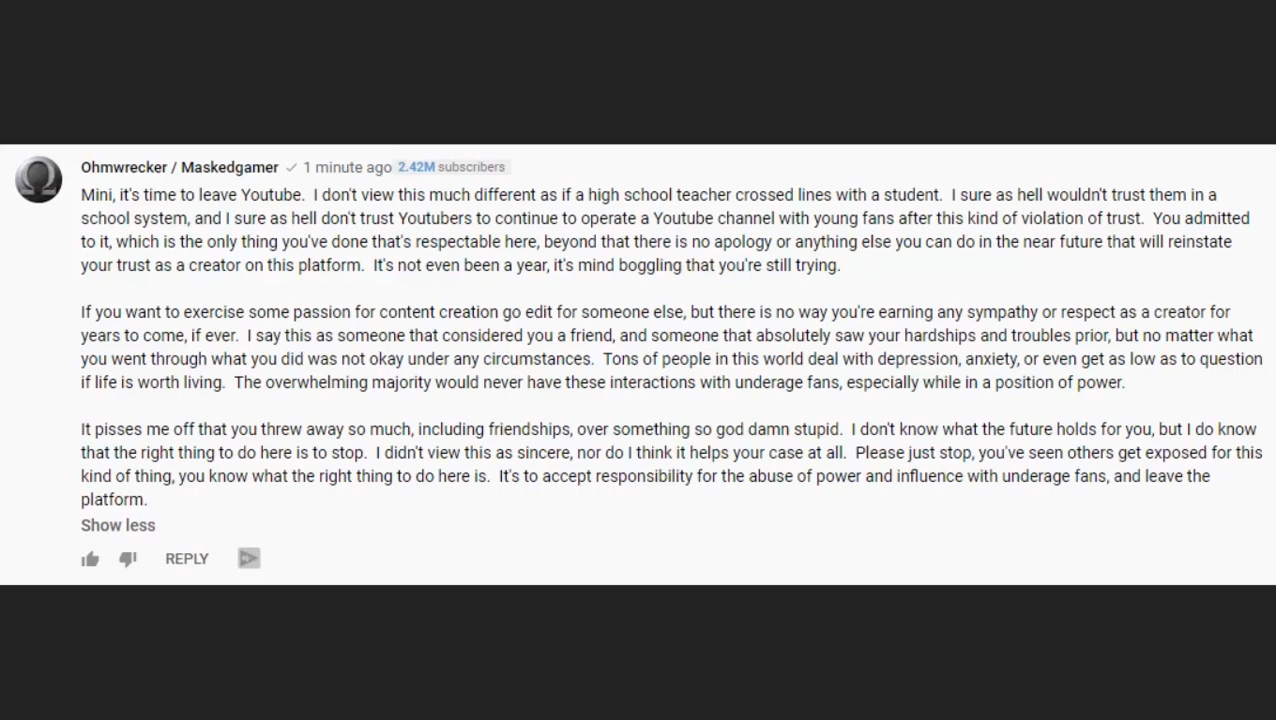 Ohmwrecker / Maskedgamer ✓ 1 minute ago 2.42M subscribers
Mini, it's time to leave Youtube.  I don't view this much different as if a high school teacher crossed lines with a student.  I sure as hell wouldn't trust them in a
school system, and I sure as hell don't trust Youtubers to continue to operate a Youtube channel with young fans after this kind of violation of trust.  You admitted
to it, which is the only thing you've done that's respectable here, beyond that there is no apology or anything else you can do in the near future that will reinstate
your trust as a creator on this platform.  It's not even been a year, it's mind boggling that you're still trying.
If you want to exercise some passion for content creation go edit for someone else, but there is no way you're earning any sympathy or respect as a creator for
years to come, if ever.  I say this as someone that considered you a friend, and someone that absolutely saw your hardships and troubles prior, but no matter what
you went through what you did was not okay under any circumstances.  Tons of people in this world deal with depression, anxiety, or even get as low as to question
if life is worth living.  The overwhelming majority would never have these interactions with underage fans, especially while in a position of power.
It pisses me off that you threw away so much, including friendships, over something so god damn stupid.  I don't know what the future holds for you, but I do know
that the right thing to do here is to stop.  I didn't view this as sincere, nor do I think it helps your case at all.  Please just stop, you've seen others get exposed for this
kind of thing, you know what the right thing to do here is.  It's to accept responsibility for the abuse of power and influence with underage fans, and leave the
platform.
Show less
REPLY